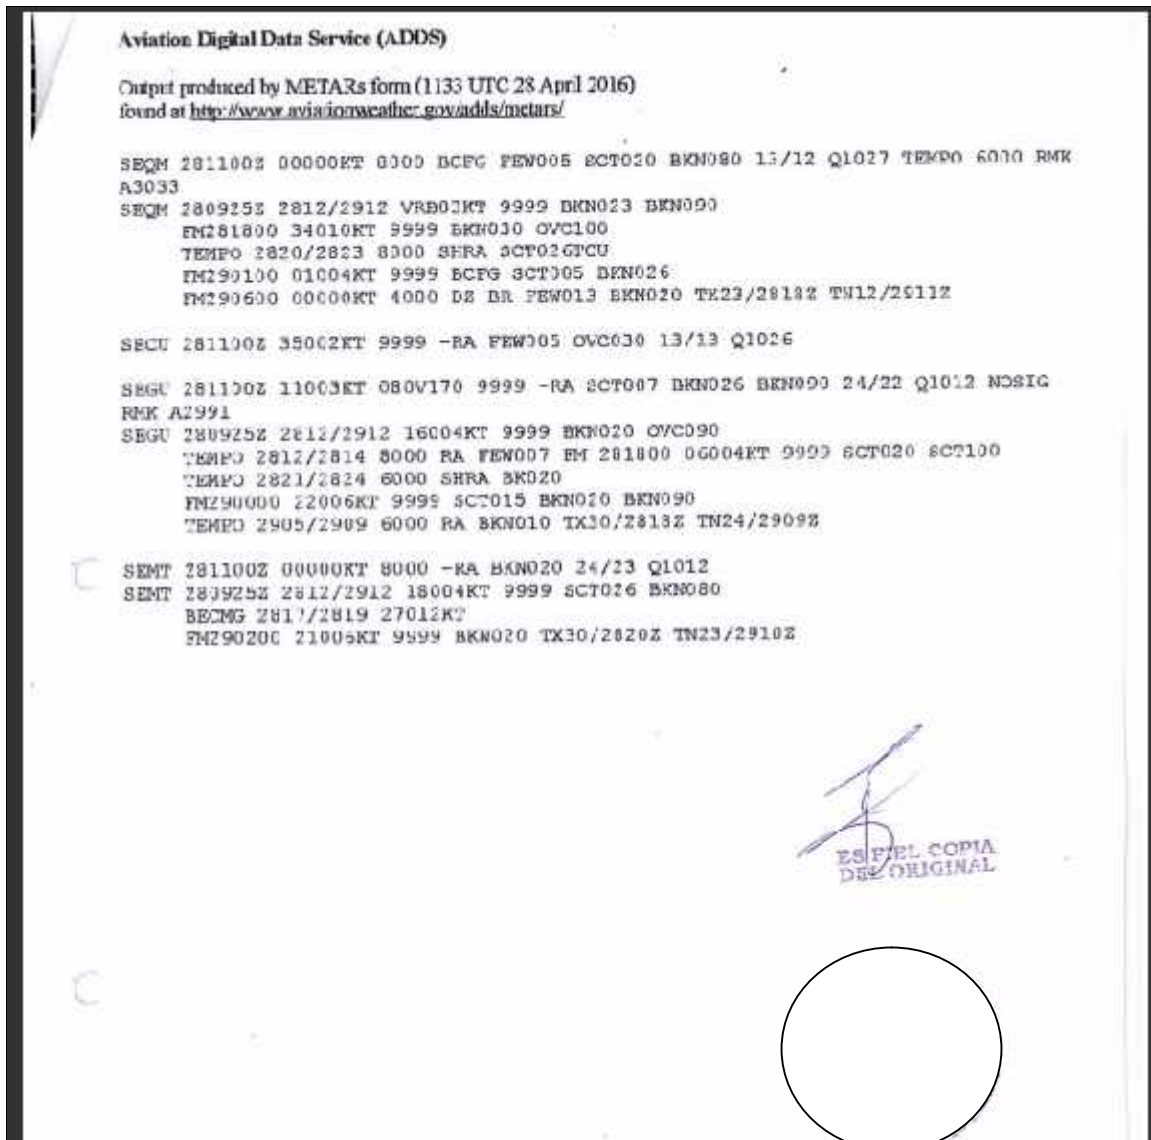 Aviation Digital Data Service (ADDS)
Output produced by METARs form (1133 UTC 28 April 2016)
found at http://www.aviationweather.gov/adds/metars/
SEQM 281100Z 00000KT 8000 BCFG FEW005 SCT020 BKN080 13/12 Q1027 TEMPO 6000 RMK
A3033
SEQM 280925Z 2812/2912 VRB03KT 9999 BKN023 BKN090
FM281800 34010KT 9999 BKN030 OVC100
TEMPO 2820/2823 8000 SHRA SCT026TCU
FM290100 01004KT 9999 BCFG SCT005 BKN026
FM290600 00000KT 4000 DZ BR FEW013 BKN020 TX23/2818Z TN12/2911Z
SECU 281100Z 35002KT 9999 -RA FEW005 OVC030 13/13 Q1026
SEGU 281100Z 11003KT 080V170 9999 -RA SCT007 BKN026 BKN090 24/22 Q1012 NOSIG
RMK A2991
SEGU 280925Z 2812/2912 16004KT 9999 BKN020 OVC090
TEMPO 2812/2814 8000 RA FEW007 FM 281800 06004KT 9999 SCT020 SCT100
TEMPO 2821/2824 6000 SHRA BK020
FM290000 22006KT 9999 SCT015 BKN020 BKN090
TEMPO 2905/2909 6000 RA BKN010 TX30/2818Z TN24/2909Z
SEMT 281100Z 00000KT 8000 -RA BKN020 24/23 Q1012
SEMT 280925Z 2812/2912 18004KT 9999 SCT026 BKN080
BECMG 2817/2819 27012KT
FM290200 21006KT 9999 BKN020 TX30/2820Z TN23/2910Z
ES FIEL COPIA
DEL ORIGINAL